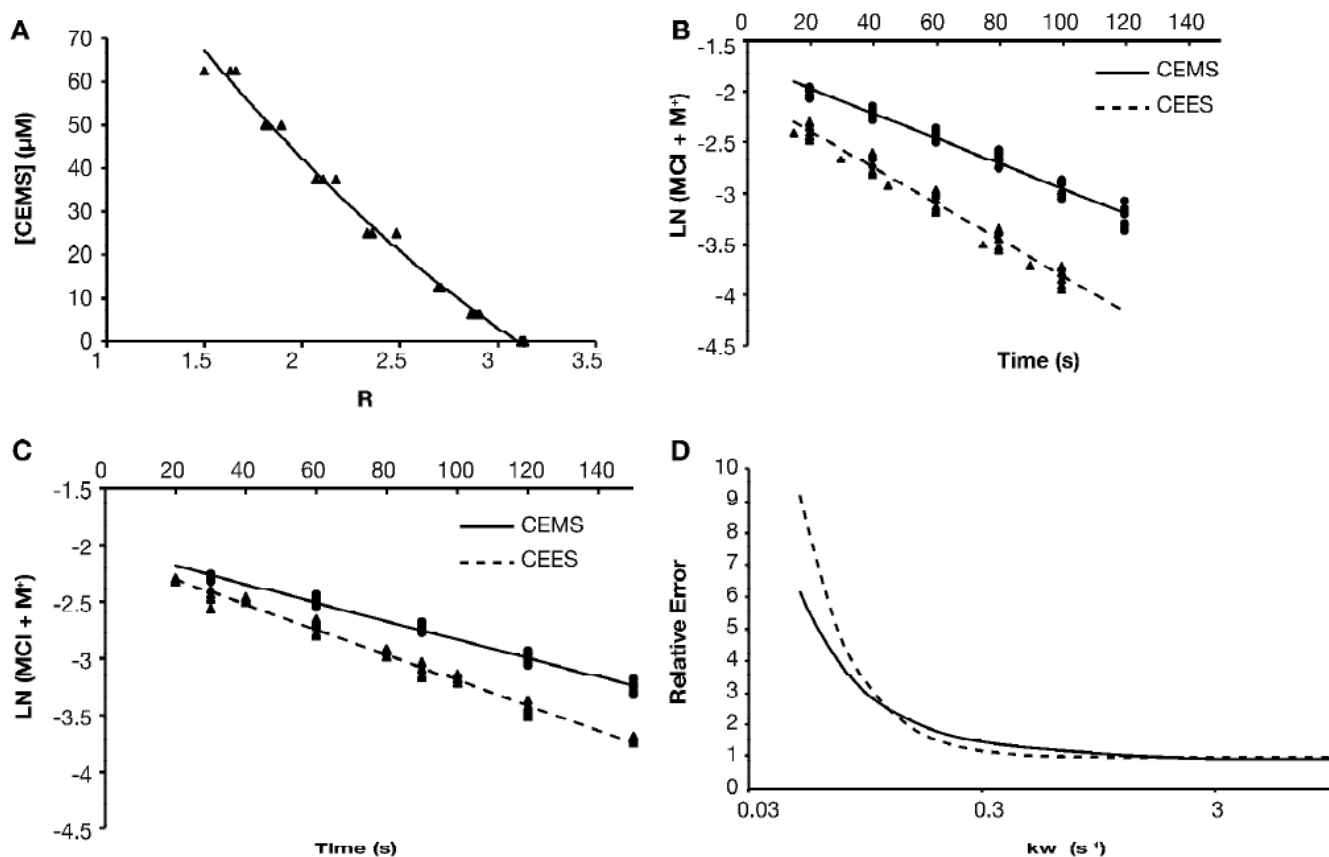 A
70
60
50
40
30
20
10
0
[CEMS] (µM)
1 1.5 2 2.5 3 3.5
R
B
0 20 40 60 80 100 120 140
-1.5
-2
-2.5
-3
-3.5
-4
-4.5
LN (MCl + M⁺)
CEMS
CEES
Time (s)
C
0 20 40 60 80 100 120 140
-1.5
-2
-2.5
-3
-3.5
-4
-4.5
LN (MCl + M⁺)
CEMS
CEES
Time (s)
D
10
9
8
7
6
5
4
3
2
1
0
Relative Error
0.03 0.3 3
kw (s⁻¹)